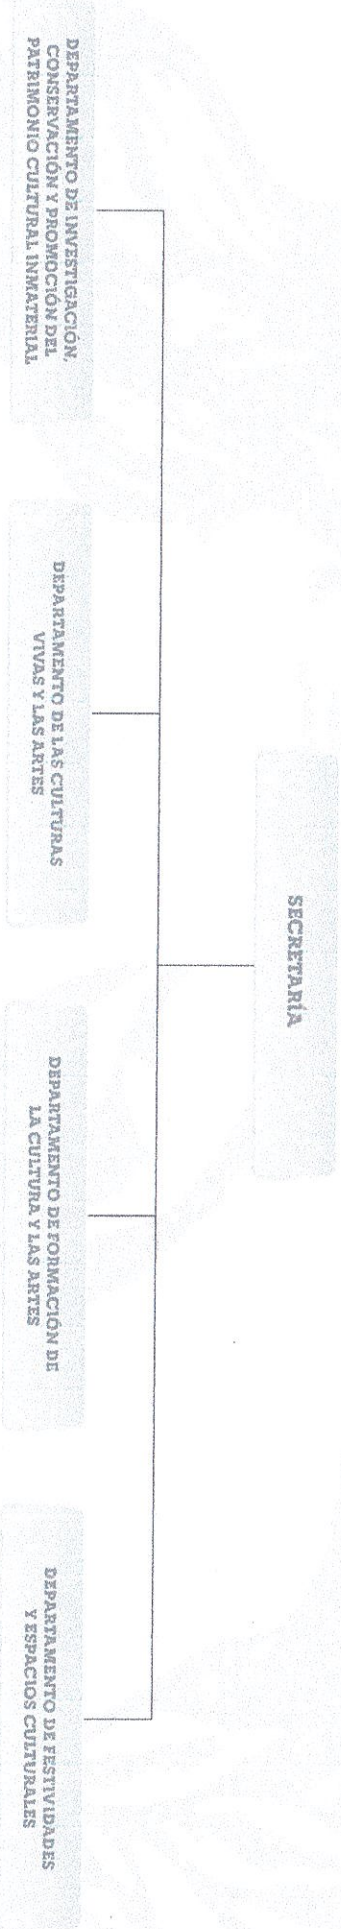 SECRETARÍA
DEPARTAMENTO DE INVESTIGACIÓN,
CONSERVACIÓN Y PROMOCIÓN DEL
PATRIMONIO CULTURAL INMATERIAL
DEPARTAMENTO DE LAS CULTURAS
VIVAS Y LAS ARTES
DEPARTAMENTO DE FORMACIÓN DE
LA CULTURA Y LAS ARTES
DEPARTAMENTO DE FESTIVIDADES
Y ESPACIOS CULTURALES